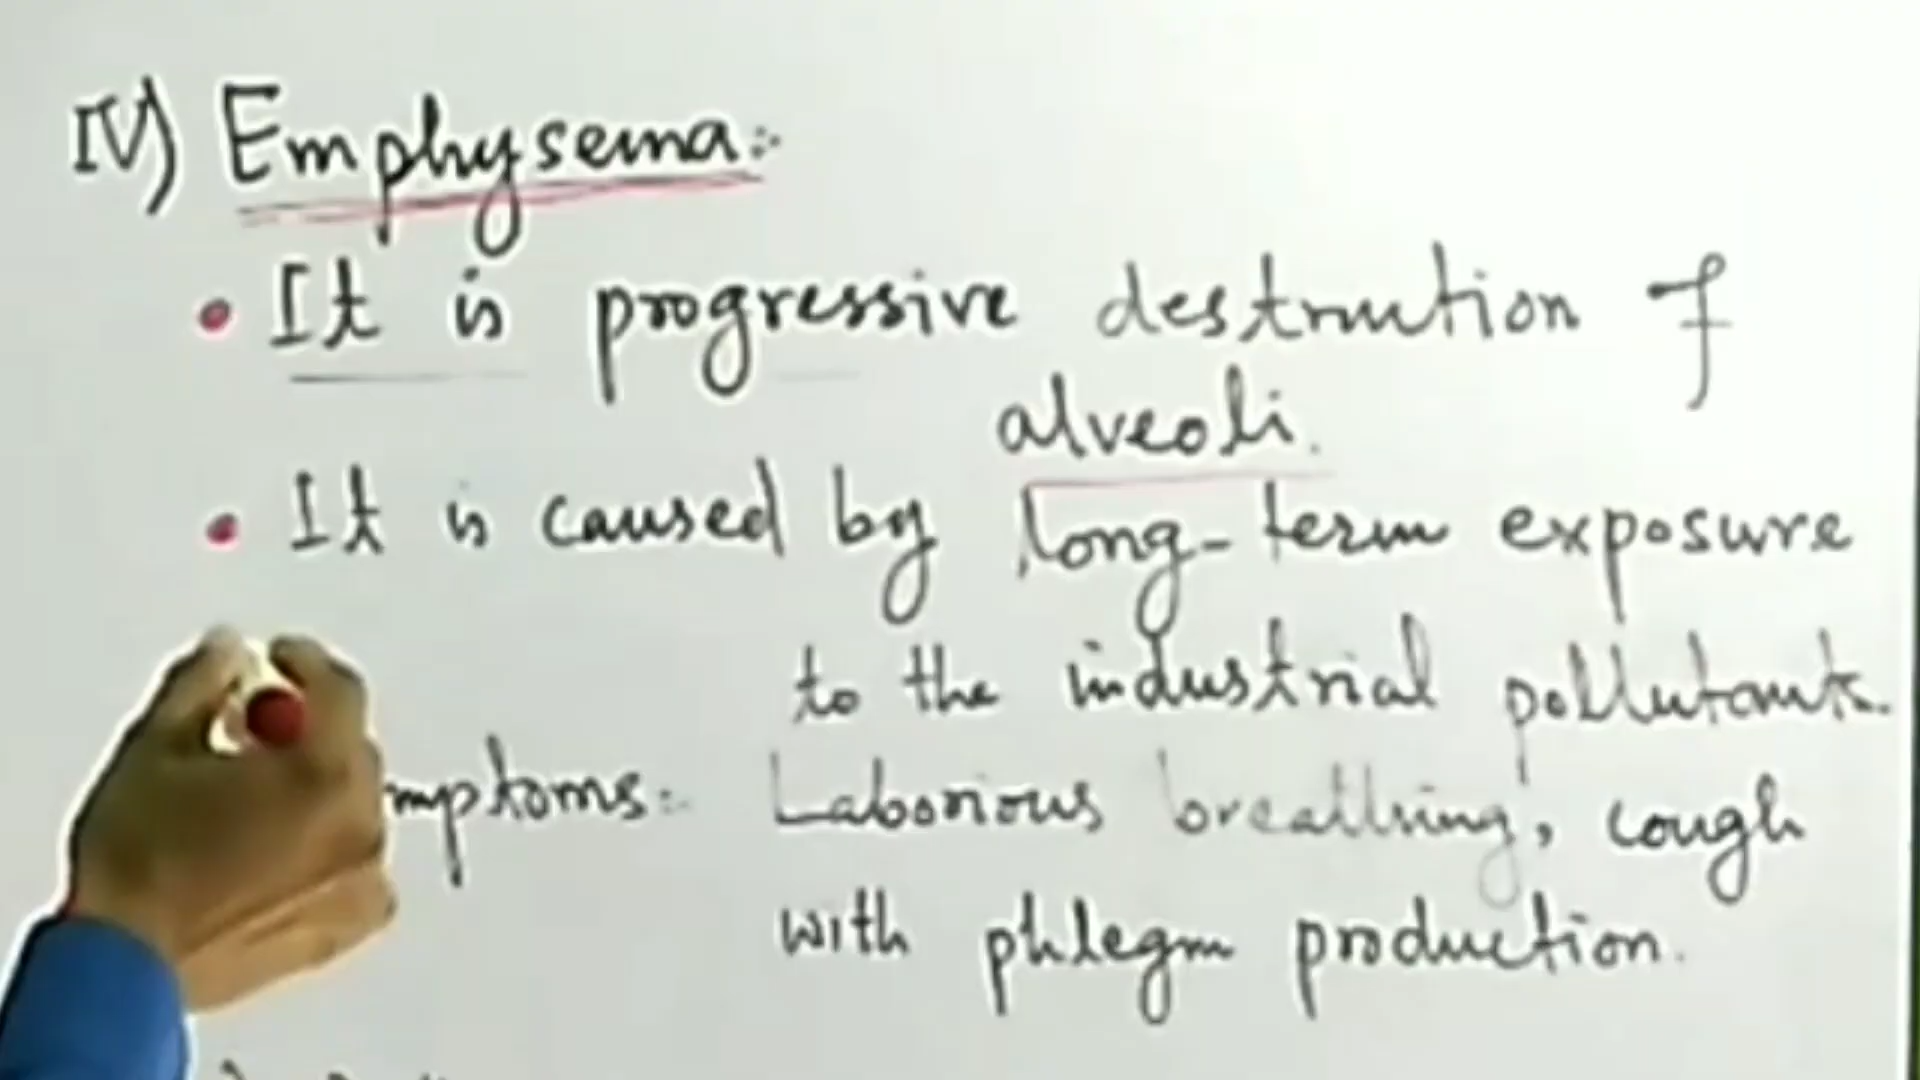 IV) Emphysema:-
• It is progressive destruction of
alveoli.
• It is caused by long-term exposure
to the industrial pollutants.
mptoms:- Laborious breathing, cough
with phlegm production.